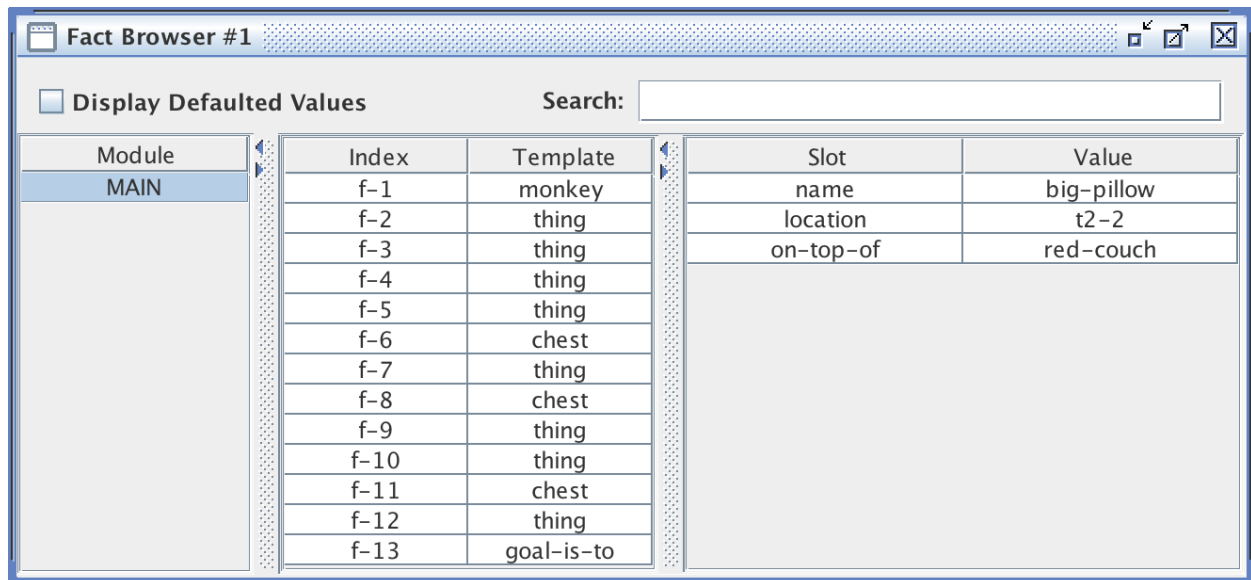 Fact Browser #1
Display Defaulted Values Search:
Module Index Template Slot Value
MAIN f-1 monkey name big-pillow
f-2 thing location t2-2
f-3 thing on-top-of red-couch
f-4 thing
f-5 thing
f-6 chest
f-7 thing
f-8 chest
f-9 thing
f-10 thing
f-11 chest
f-12 thing
f-13 goal-is-to